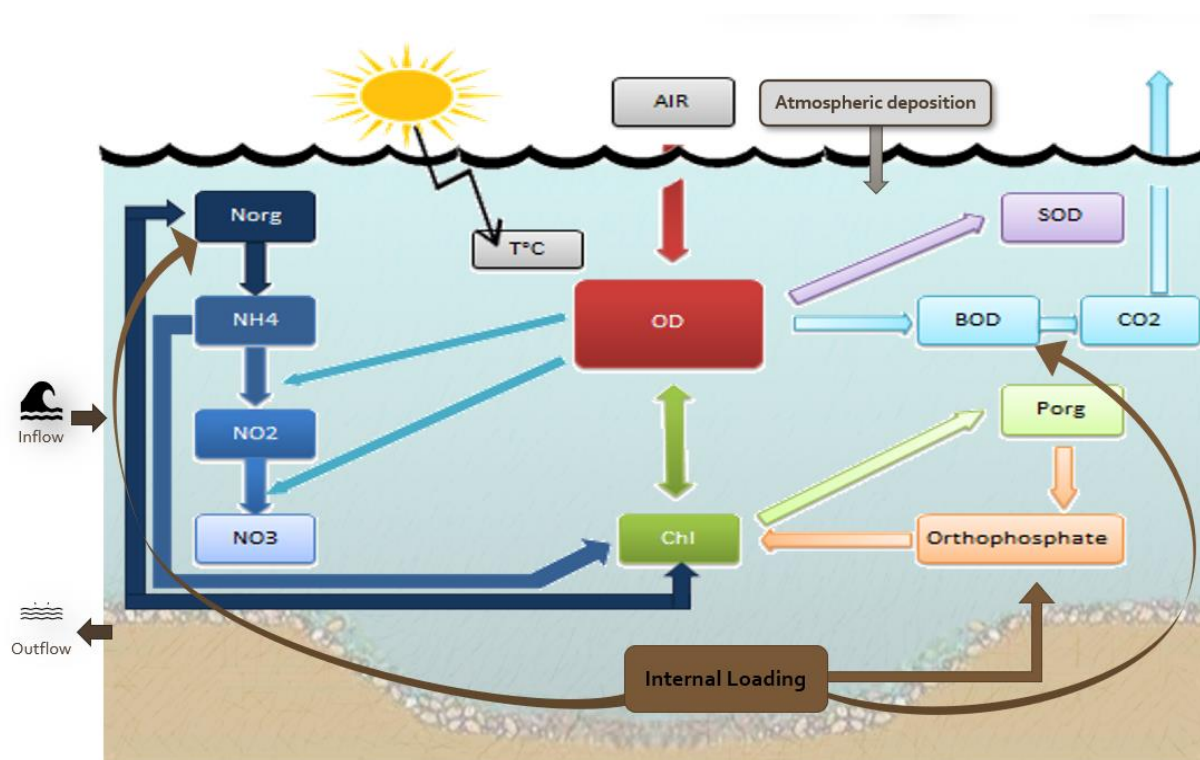 AIR
Atmospheric deposition
Norg
SOD
T°C
NH4
OD
BOD
CO2
Porg
Inflow
NO2
NO3
Chl
Orthophosphate
Outflow
Internal Loading